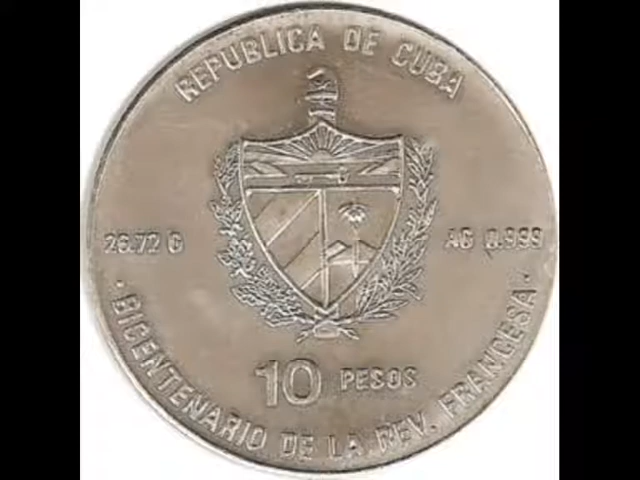 REPUBLICA DE CUBA
26.72 G
AG 0.999
10 PESOS
· BICENTENARIO DE LA REV. FRANCESA ·